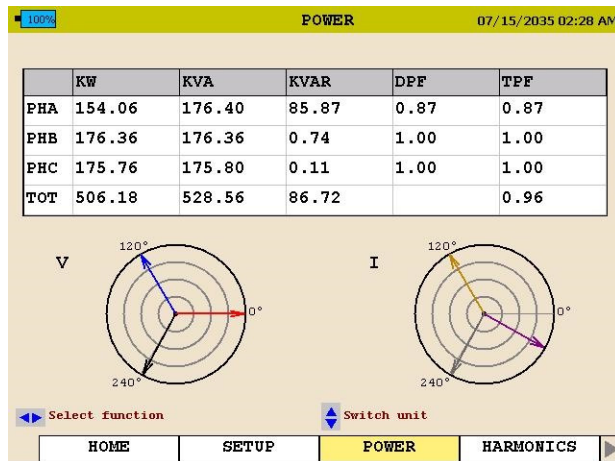 100% POWER 07/15/2035 02:28 AM
KW KVA KVAR DPF TPF
PHA 154.06 176.40 85.87 0.87 0.87
PHB 176.36 176.36 0.74 1.00 1.00
PHC 175.76 175.80 0.11 1.00 1.00
TOT 506.18 528.56 86.72 0.96
V
120°
0°
240°
I
120°
0°
240°
Select function Switch unit
HOME SETUP POWER HARMONICS